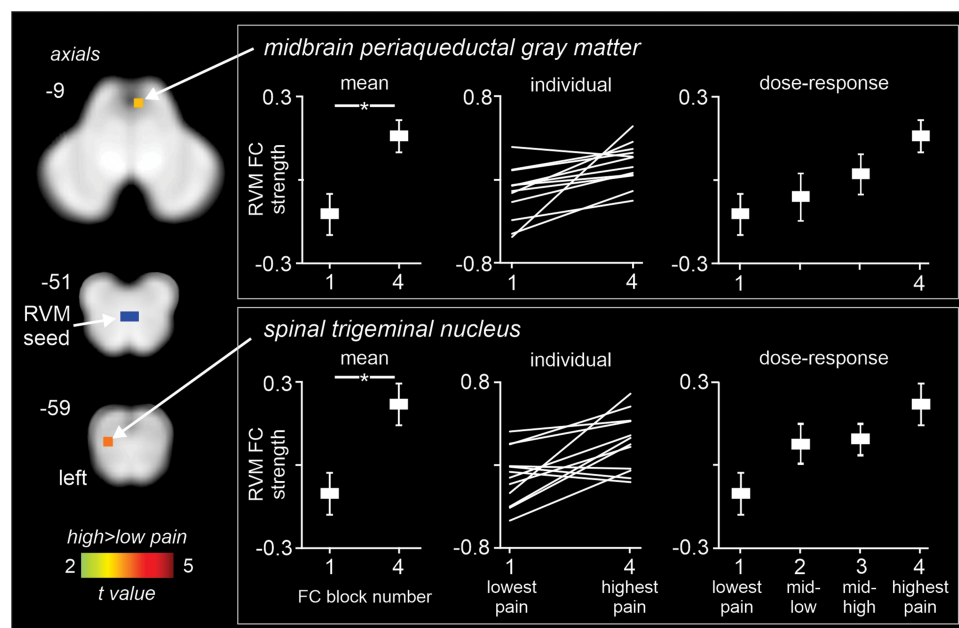 axials
-9
-51
RVM
seed
-59
left
high>low pain
2
5
t value
midbrain periaqueductal gray matter
mean
individual
dose-response
RVM FC
strength
0.3
*
-0.3
1
4
0.8
-0.8
1
4
0.3
-0.3
1
4
spinal trigeminal nucleus
mean
individual
dose-response
RVM FC
strength
0.3
*
-0.3
1
4
FC block number
0.8
-0.8
1
4
lowest
pain
highest
pain
0.3
-0.3
1
2
3
4
lowest
pain
mid-
low
mid-
high
highest
pain